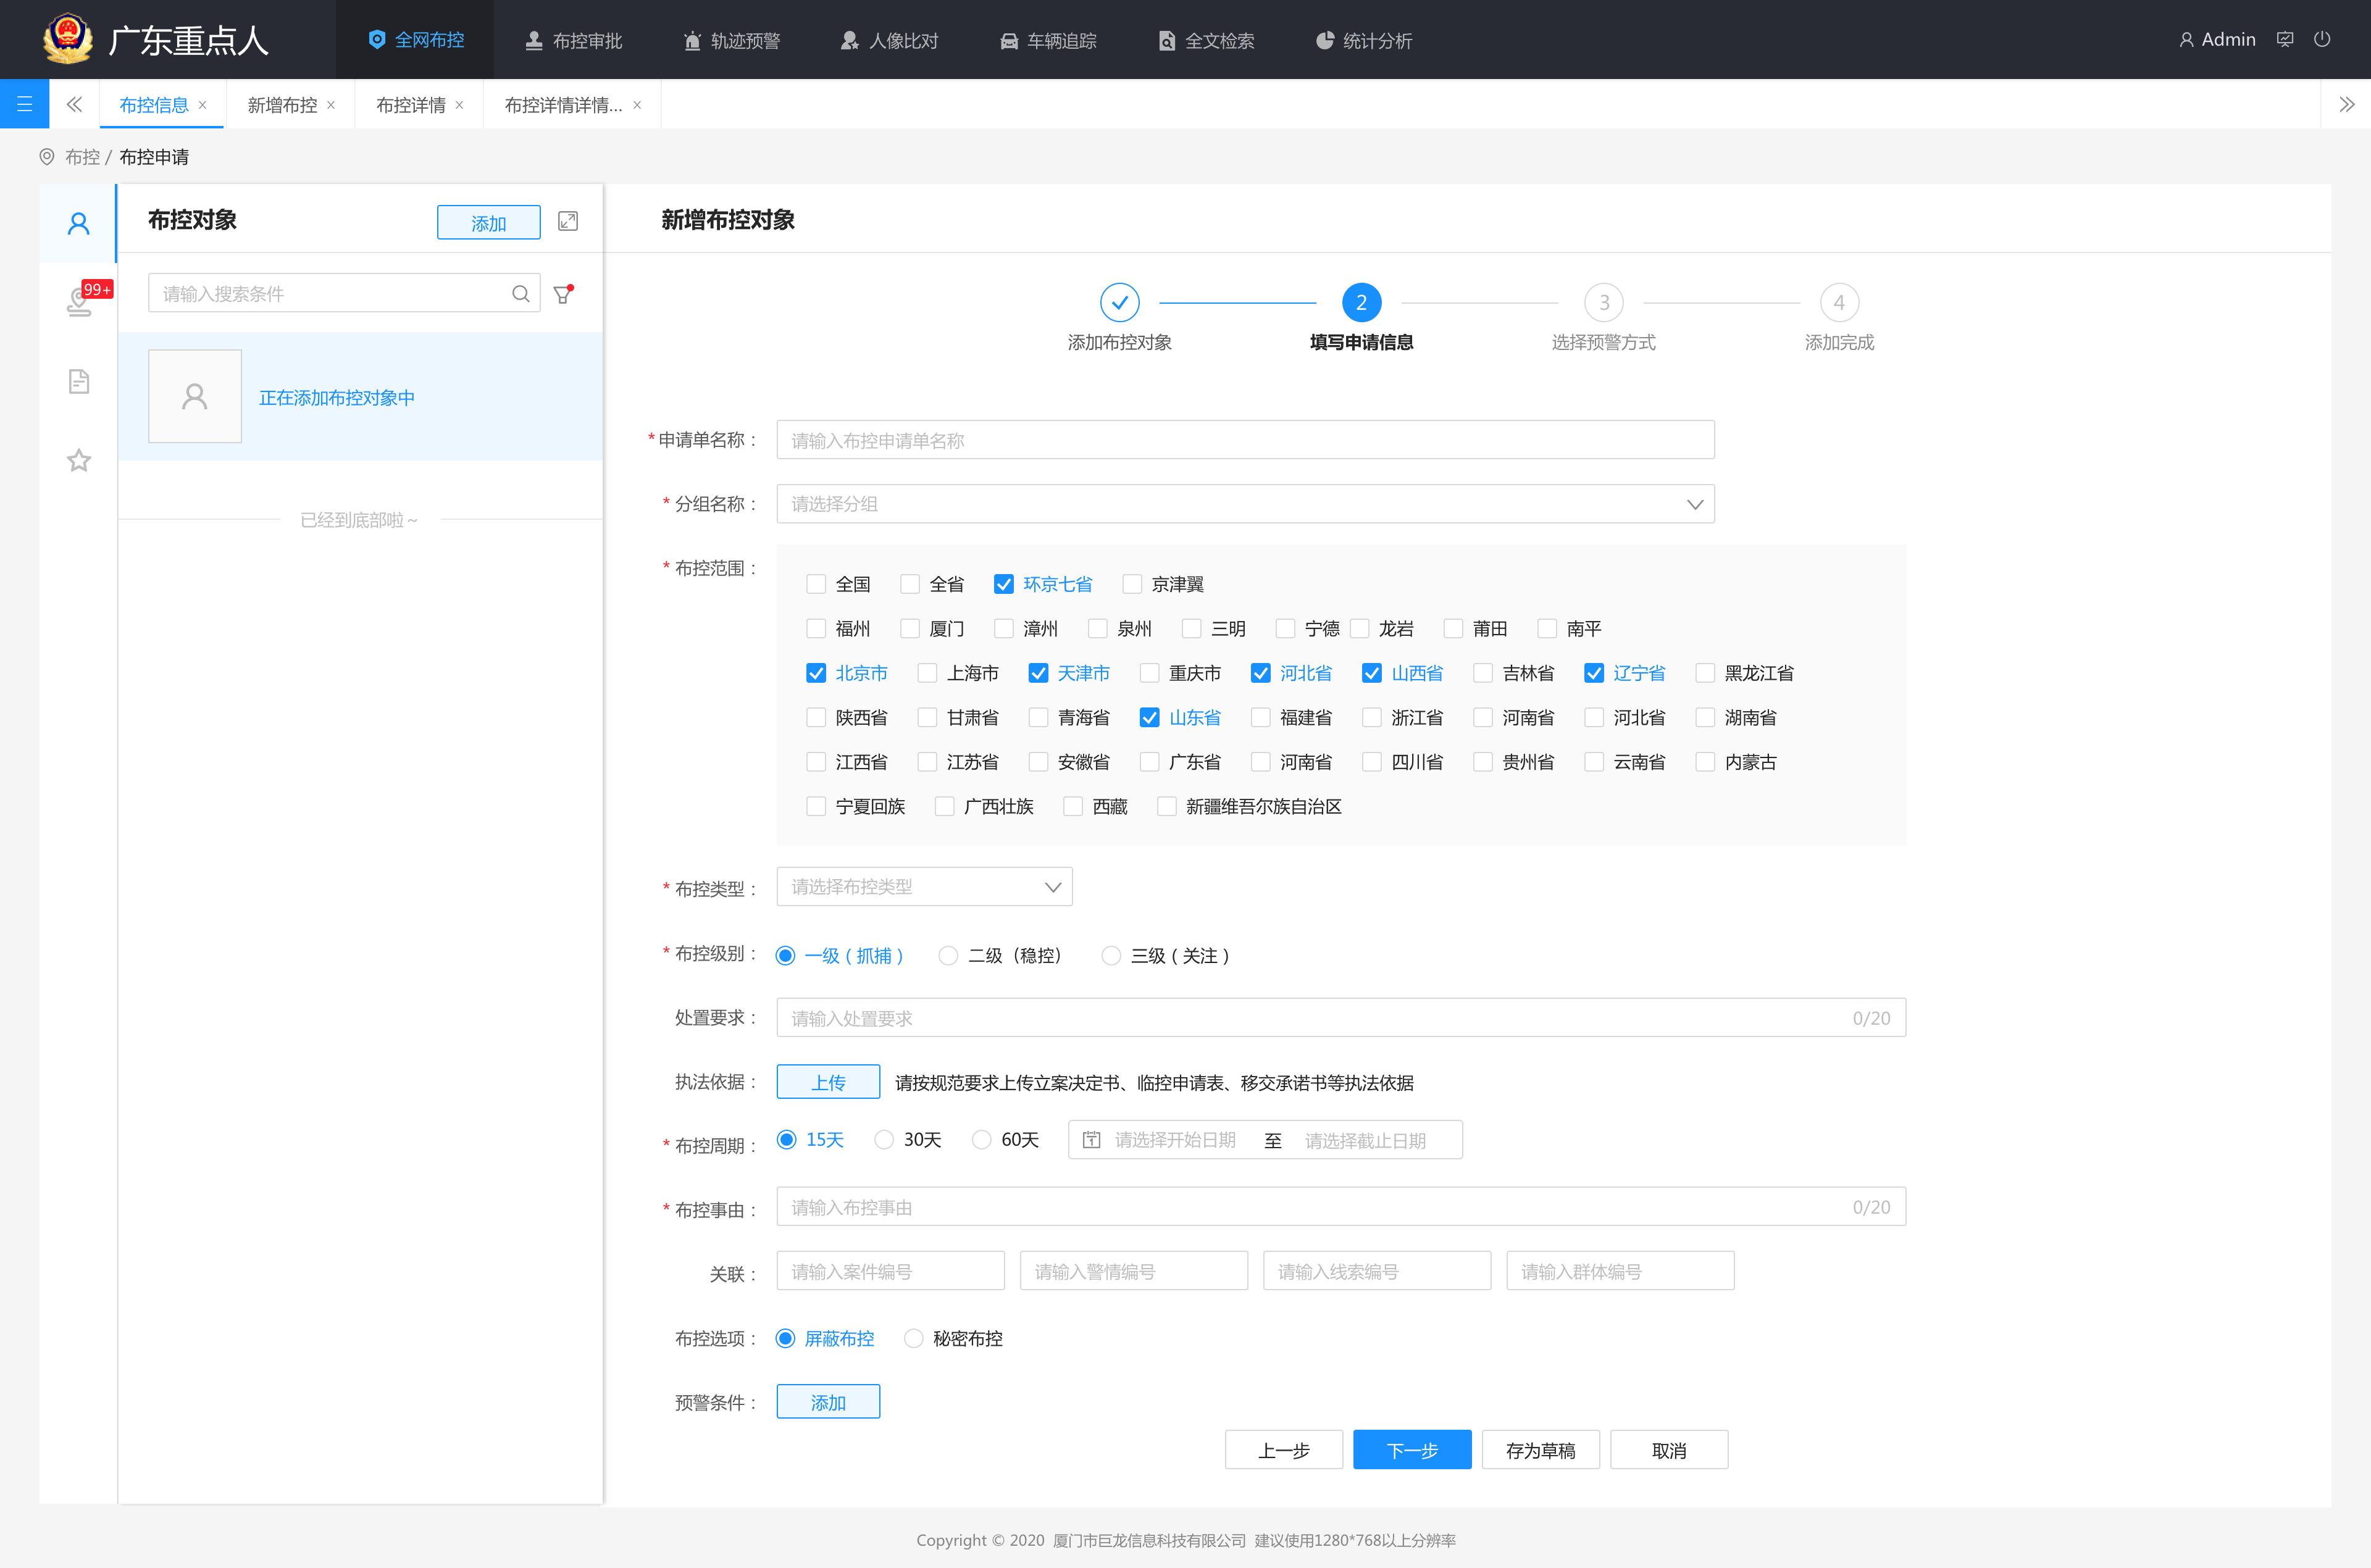 广东重点人
全网布控 布控审批 轨迹预警 人像比对 车辆追踪 全文检索 统计分析 Admin
布控信息 × 新增布控 × 布控详情 × 布控详情详情... ×
布控 / 布控申请
布控对象 添加
99+
请输入搜索条件
正在添加布控对象中
已经到底部啦 ~
新增布控对象
2 3 4
添加布控对象 填写申请信息 选择预警方式 添加完成
* 申请单名称： 请输入布控申请单名称
* 分组名称： 请选择分组
* 布控范围：
全国 全省 环京七省 京津翼
福州 厦门 漳州 泉州 三明 宁德 龙岩 莆田 南平
北京市 上海市 天津市 重庆市 河北省 山西省 吉林省 辽宁省 黑龙江省
陕西省 甘肃省 青海省 山东省 福建省 浙江省 河南省 河北省 湖南省
江西省 江苏省 安徽省 广东省 河南省 四川省 贵州省 云南省 内蒙古
宁夏回族 广西壮族 西藏 新疆维吾尔族自治区
* 布控类型： 请选择布控类型
* 布控级别： 一级（抓捕） 二级（稳控） 三级（关注）
处置要求： 请输入处置要求 0/20
执法依据： 上传 请按规范要求上传立案决定书、临控申请表、移交承诺书等执法依据
* 布控周期： 15天 30天 60天 请选择开始日期 至 请选择截止日期
* 布控事由： 请输入布控事由 0/20
关联： 请输入案件编号 请输入警情编号 请输入线索编号 请输入群体编号
布控选项： 屏蔽布控 秘密布控
预警条件： 添加
上一步 下一步 存为草稿 取消
Copyright © 2020 厦门市巨龙信息科技有限公司 建议使用1280*768以上分辨率